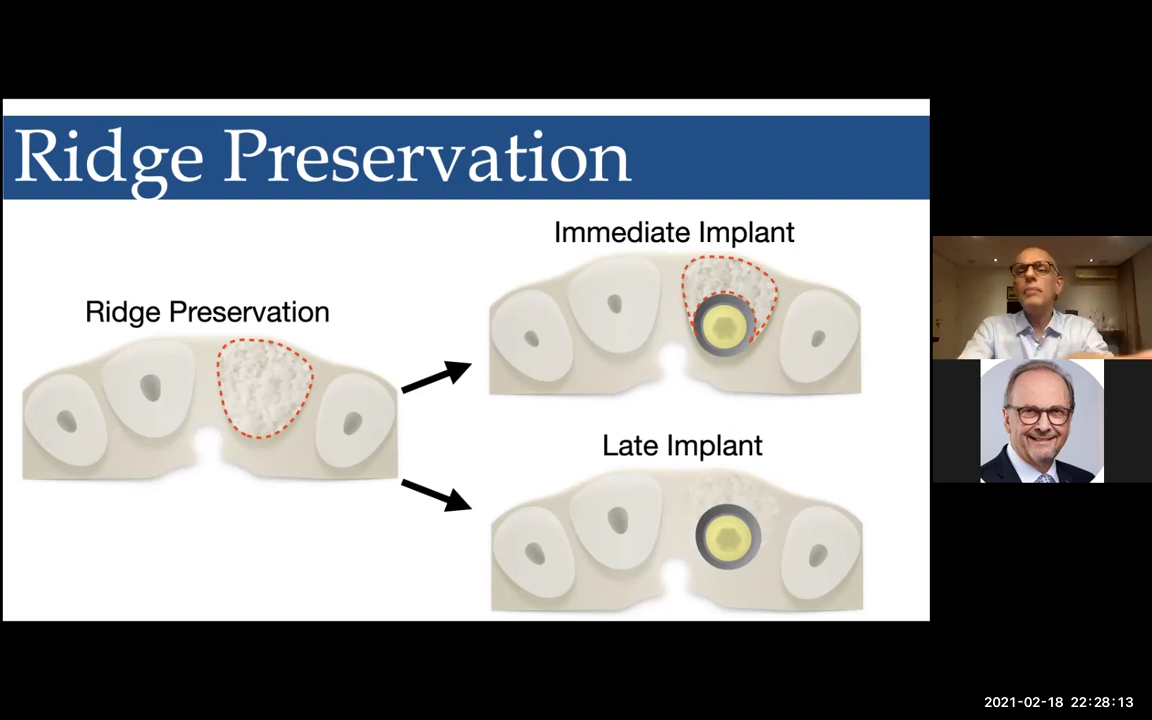 Ridge Preservation
Immediate Implant
Ridge Preservation
Late Implant
2021-02-18 22:28:13